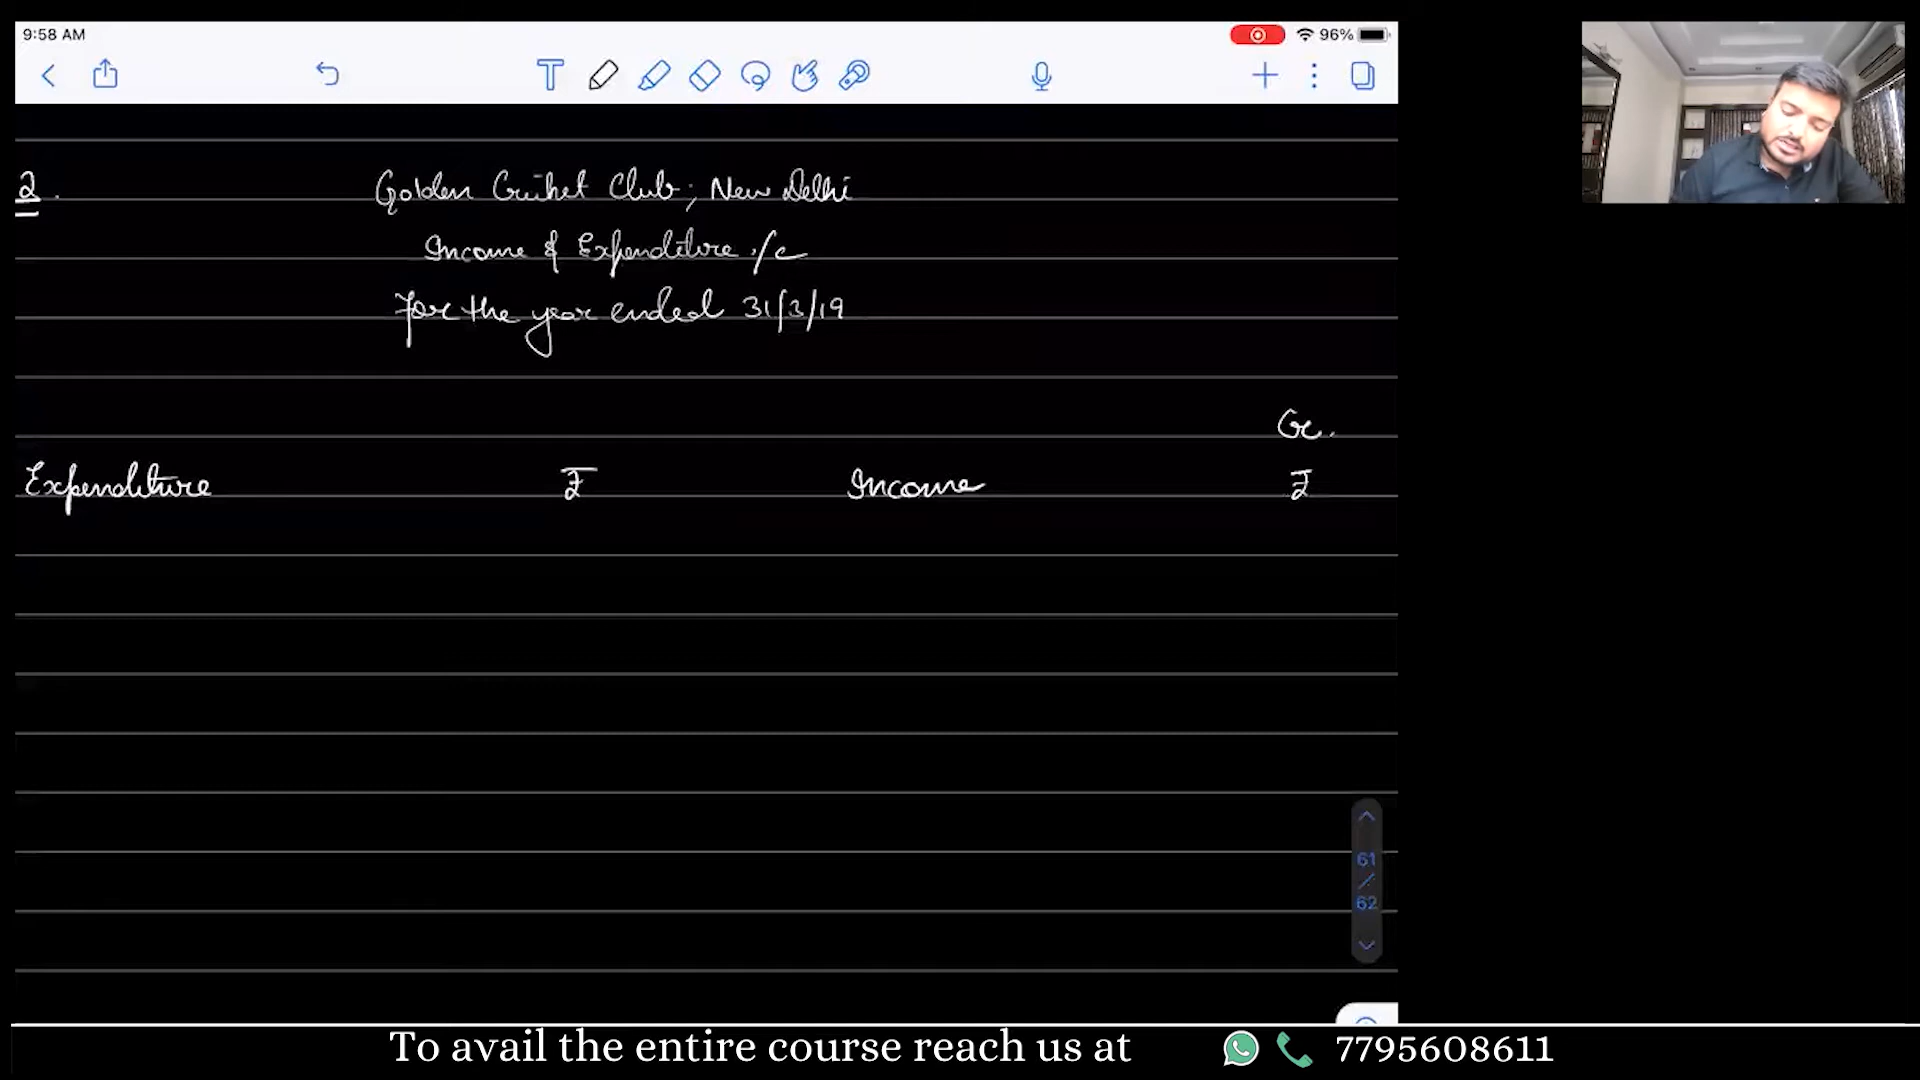 9:58 AM 96%
T
2. Golden Cricket Club; New Delhi
Income & Expenditure A/c
For the year ended 31/3/19
Cr.
Expenditure ₹ Income ₹
61
/
62
To avail the entire course reach us at 7795608611